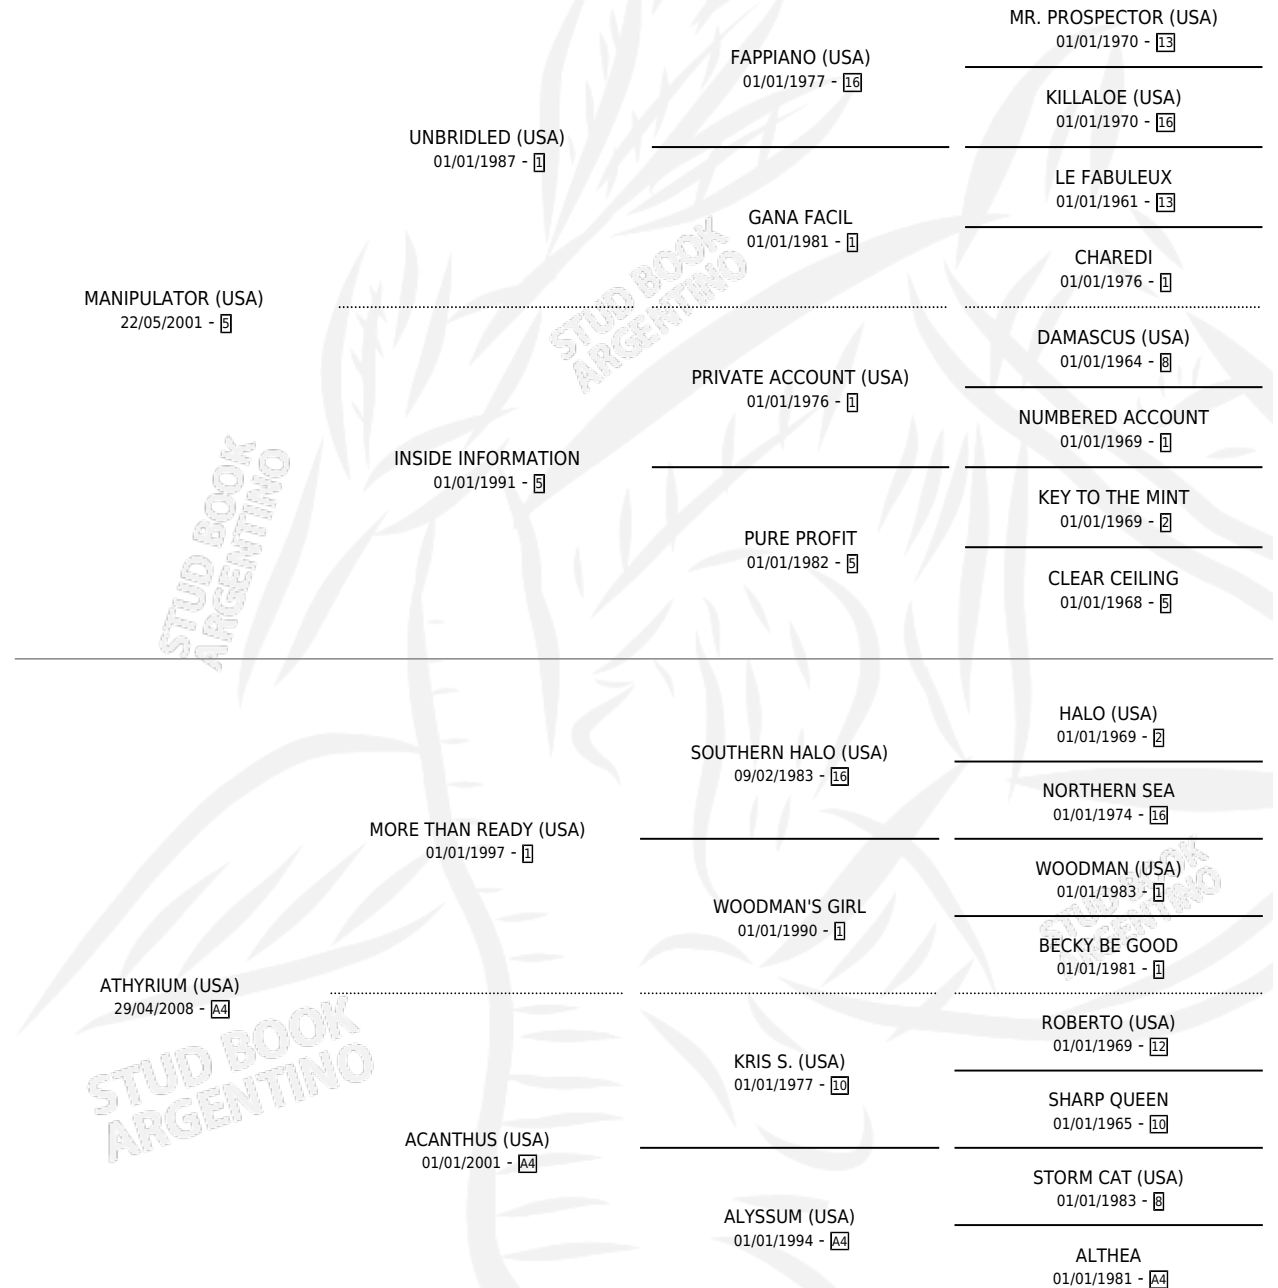 MR. PROSPECTOR (USA)
01/01/1970 - 13
FAPPIANO (USA)
01/01/1977 - 16
KILLALOE (USA)
01/01/1970 - 16
UNBRIDLED (USA)
01/01/1987 - 1
LE FABULEUX
01/01/1961 - 13
GANA FACIL
01/01/1981 - 1
CHAREDI
01/01/1976 - 1
MANIPULATOR (USA)
22/05/2001 - 5
DAMASCUS (USA)
01/01/1964 - 8
PRIVATE ACCOUNT (USA)
01/01/1976 - 1
NUMBERED ACCOUNT
01/01/1969 - 1
INSIDE INFORMATION
01/01/1991 - 5
KEY TO THE MINT
01/01/1969 - 2
PURE PROFIT
01/01/1982 - 5
CLEAR CEILING
01/01/1968 - 5
STUD BOOK
ARGENTINO
STUD BOOK
ARGENTINO
HALO (USA)
01/01/1969 - 2
SOUTHERN HALO (USA)
09/02/1983 - 16
NORTHERN SEA
01/01/1974 - 16
MORE THAN READY (USA)
01/01/1997 - 1
WOODMAN (USA)
01/01/1983 - 1
WOODMAN'S GIRL
01/01/1990 - 1
BECKY BE GOOD
01/01/1981 - 1
STUD BOOK
ARGENTINO
ATHYRIUM (USA)
29/04/2008 - A4
ROBERTO (USA)
01/01/1969 - 12
KRIS S. (USA)
01/01/1977 - 10
SHARP QUEEN
01/01/1965 - 10
STUD BOOK
ARGENTINO
ACANTHUS (USA)
01/01/2001 - A4
STORM CAT (USA)
01/01/1983 - 8
ALYSSUM (USA)
01/01/1994 - A4
ALTHEA
01/01/1981 - A4